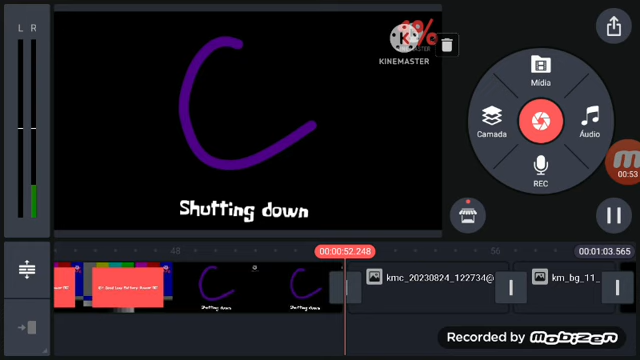 L R
1%
KINEMASTER
Shutting down
Mídia
Camada
Áudio
REC
00:53
48
00:00:52.248
56
00:01:03.565
Shutting down
Shutting down
kmc_20230824_122734@
km_bg_11_
Recorded by mobizen